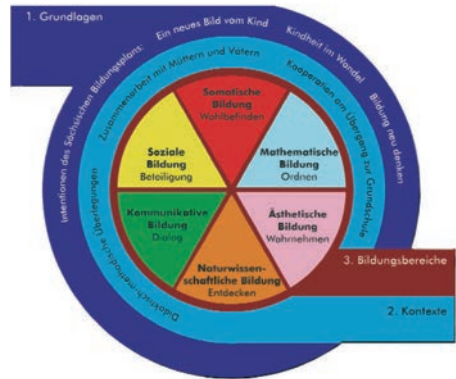 1. Grundlagen
Intentionen des Sächsischen Bildungsplans:
Ein neues Bild vom Kind
Kindheit im Wandel
Bildung neu denken
Didaktisch-methodische Überlegungen
Zusammenarbeit mit Müttern und Vätern
Kooperation am Übergang zur Grundschule
Somatische
Bildung
Wohlbefinden
Soziale
Bildung
Beteiligung
Mathematische
Bildung
Ordnen
Kommunikative
Bildung
Dialog
Ästhetische
Bildung
Wahrnehmen
Naturwissen-
schaftliche Bildung
Entdecken
3. Bildungsbereiche
2. Kontexte